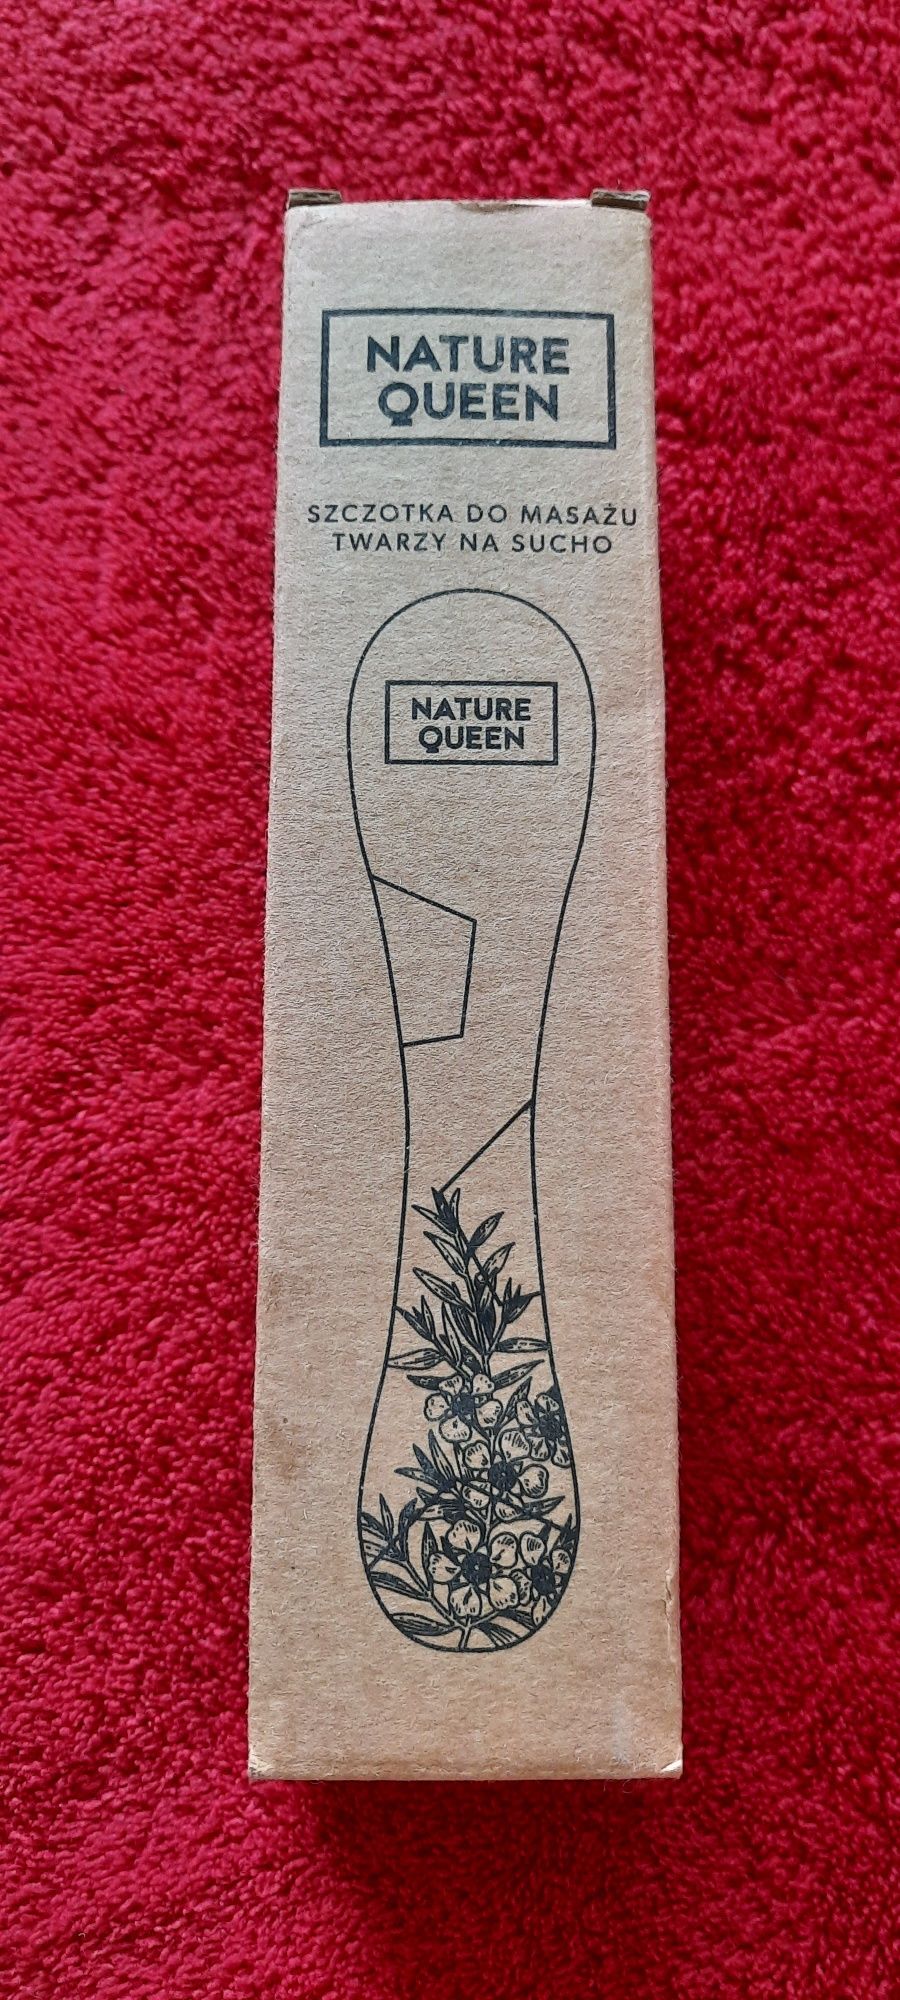 NATURE
QUEEN
SZCZOTKA DO MASAŻU
TWARZY NA SUCHO
NATURE
QUEEN